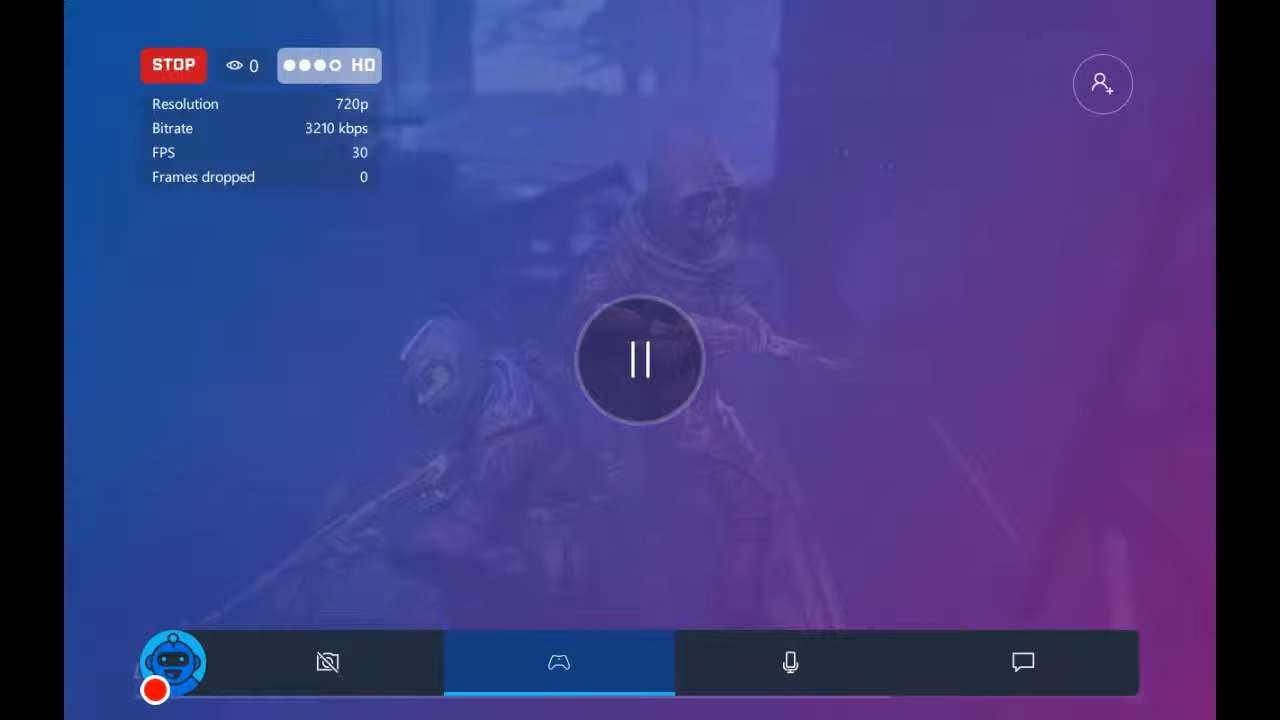 STOP 0 HD
Resolution 720p
Bitrate 3210 kbps
FPS 30
Frames dropped 0